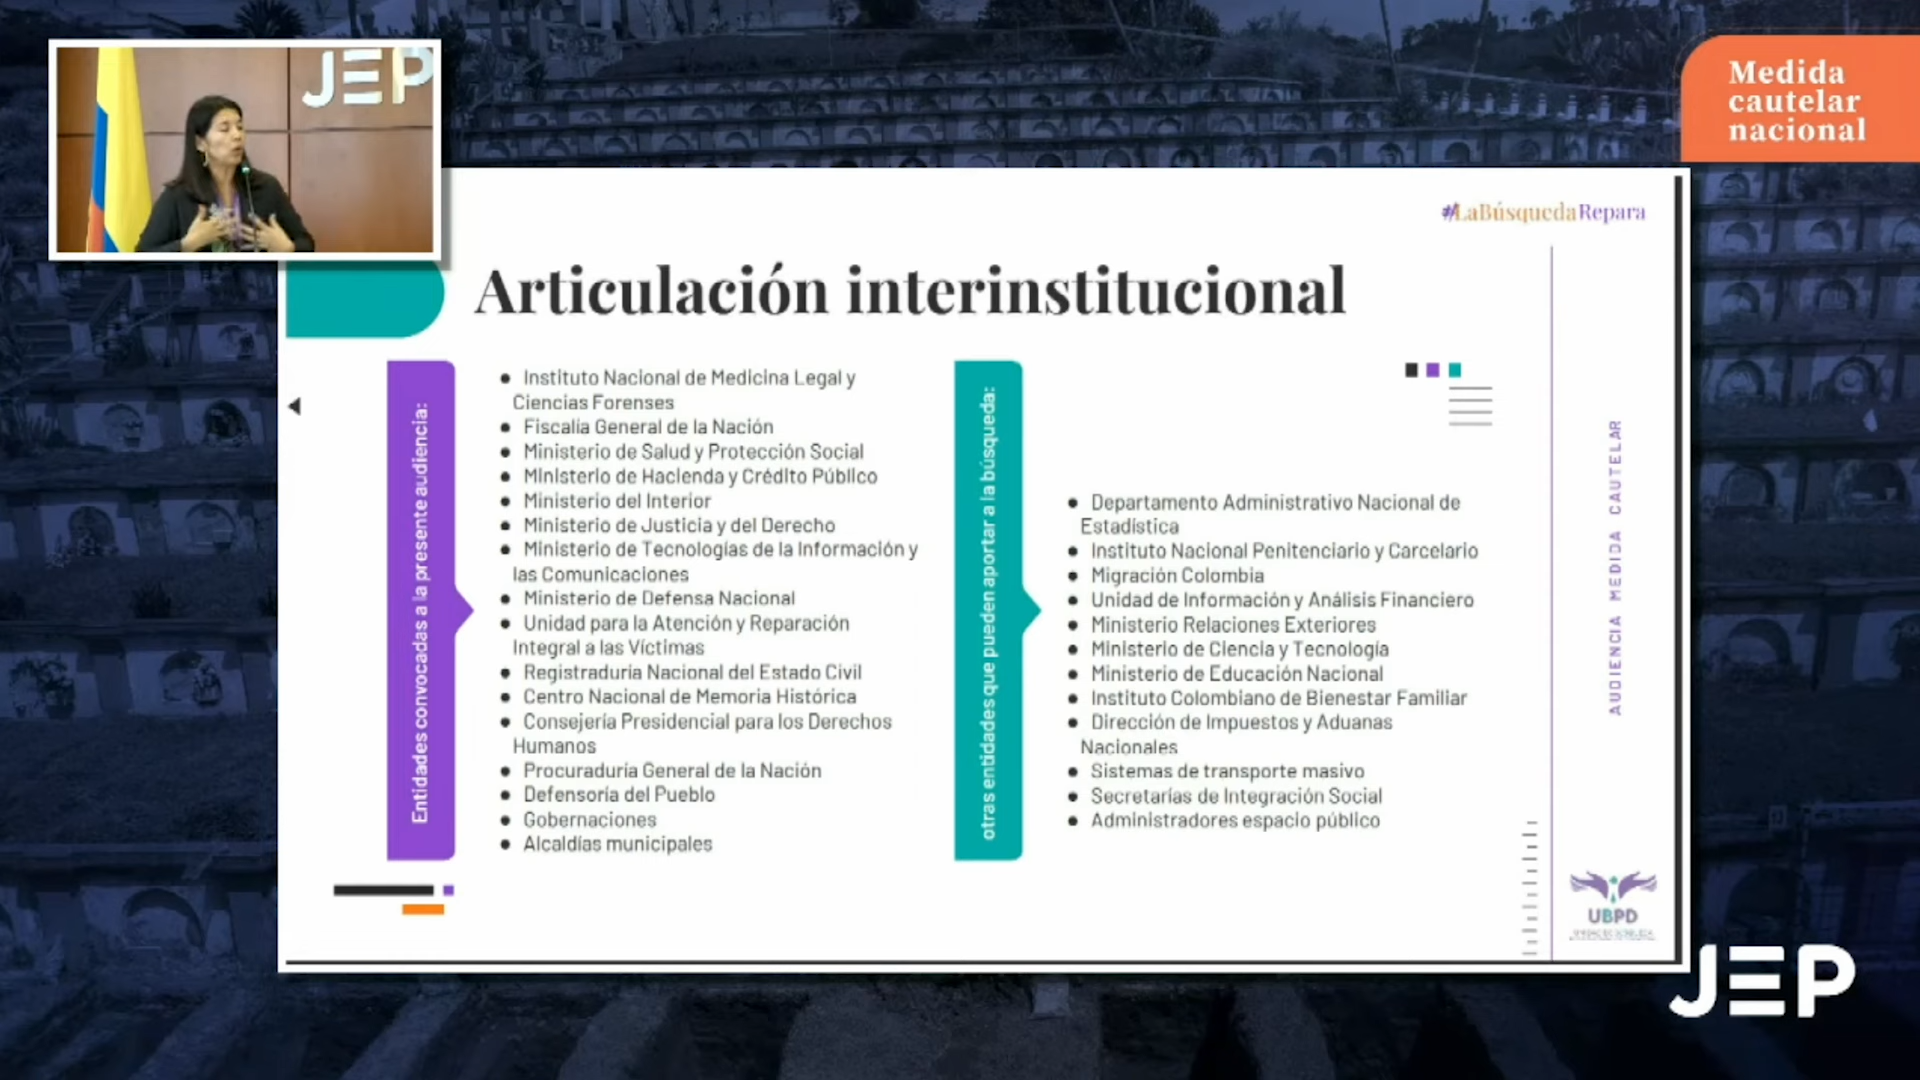 JEP
Medida
cautelar
nacional
#LaBúsquedaRepara
Articulación interinstitucional
Entidades convocadas a la presente audiencia:
● Instituto Nacional de Medicina Legal y
Ciencias Forenses
● Fiscalía General de la Nación
● Ministerio de Salud y Protección Social
● Ministerio de Hacienda y Crédito Público
● Ministerio del Interior
● Ministerio de Justicia y del Derecho
● Ministerio de Tecnologías de la Información y
las Comunicaciones
● Ministerio de Defensa Nacional
● Unidad para la Atención y Reparación
Integral a las Víctimas
● Registraduría Nacional del Estado Civil
● Centro Nacional de Memoria Histórica
● Consejería Presidencial para los Derechos
Humanos
● Procuraduría General de la Nación
● Defensoría del Pueblo
● Gobernaciones
● Alcaldías municipales
otras entidades que pueden aportar a la búsqueda:
● Departamento Administrativo Nacional de
Estadística
● Instituto Nacional Penitenciario y Carcelario
● Migración Colombia
● Unidad de Información y Análisis Financiero
● Ministerio Relaciones Exteriores
● Ministerio de Ciencia y Tecnología
● Ministerio de Educación Nacional
● Instituto Colombiano de Bienestar Familiar
● Dirección de Impuestos y Aduanas
Nacionales
● Sistemas de transporte masivo
● Secretarías de Integración Social
● Administradores espacio público
AUDIENCIA MEDIDA CAUTELAR
UBPD
JEP